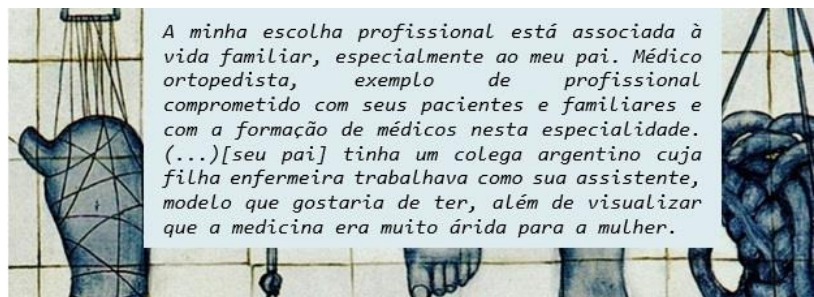 A minha escolha profissional está associada à
vida familiar, especialmente ao meu pai. Médico
ortopedista, exemplo de profissional
comprometido com seus pacientes e familiares e
com a formação de médicos nesta especialidade.
(...)[seu pai] tinha um colega argentino cuja
filha enfermeira trabalhava como sua assistente,
modelo que gostaria de ter, além de visualizar
que a medicina era muito árida para a mulher.